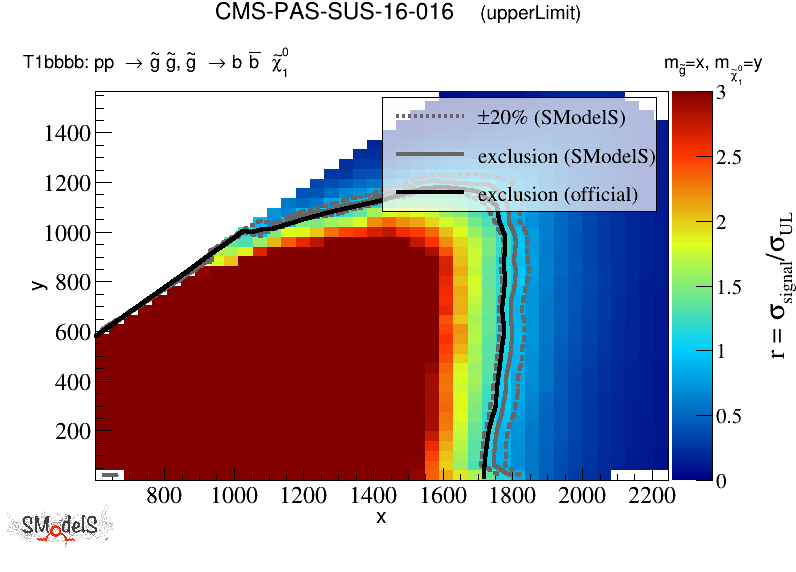 CMS-PAS-SUS-16-016 (upperLimit)
T1bbbb: pp → g̃ g̃, g̃ → b b̅ χ̃₁⁰
m_g̃=x, m_χ̃₁⁰=y
±20% (SModelS)
exclusion (SModelS)
exclusion (official)
1400
1200
1000
800
600
400
200
y
800 1000 1200 1400 1600 1800 2000 2200
x
3
2.5
2
1.5
1
0.5
0
r = σ_signal/σ_UL
SModelS